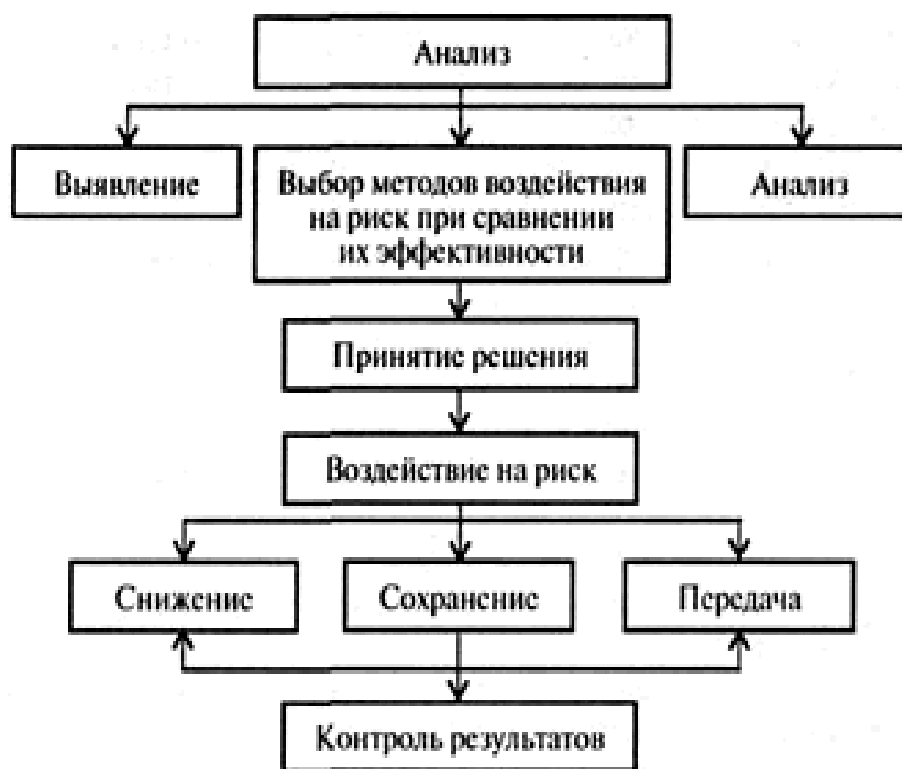 Анализ
Выявление
Выбор методов воздействия
на риск при сравнении
их эффективности
Анализ
Принятие решения
Воздействие на риск
Снижение
Сохранение
Передача
Контроль результатов